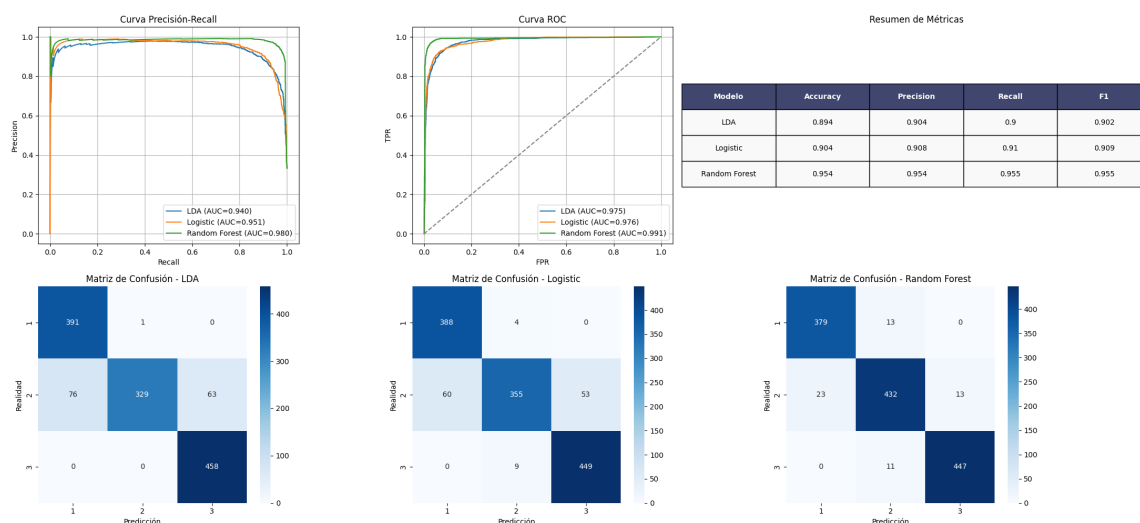 Curva Precisión-Recall
1.0
0.8
0.6
0.4
0.2
0.0
Precision
LDA (AUC=0.940)
Logistic (AUC=0.951)
Random Forest (AUC=0.980)
0.0 0.2 0.4 0.6 0.8 1.0
Recall
Curva ROC
1.0
0.8
0.6
0.4
0.2
0.0
TPR
LDA (AUC=0.975)
Logistic (AUC=0.976)
Random Forest (AUC=0.991)
0.0 0.2 0.4 0.6 0.8 1.0
FPR
Resumen de Métricas
Modelo Accuracy Precision Recall F1
LDA 0.894 0.904 0.9 0.902
Logistic 0.904 0.908 0.91 0.909
Random Forest 0.954 0.954 0.955 0.955
Matriz de Confusión - LDA
Realidad
1 391 1 0
2 76 329 63
3 0 0 458
1 2 3
Predicción
400
300
200
100
0
Matriz de Confusión - Logistic
Realidad
1 388 4 0
2 60 355 53
3 0 9 449
1 2 3
Predicción
400
350
300
250
200
150
100
50
0
Matriz de Confusión - Random Forest
Realidad
1 379 13 0
2 23 432 13
3 0 11 447
1 2 3
Predicción
400
350
300
250
200
150
100
50
0